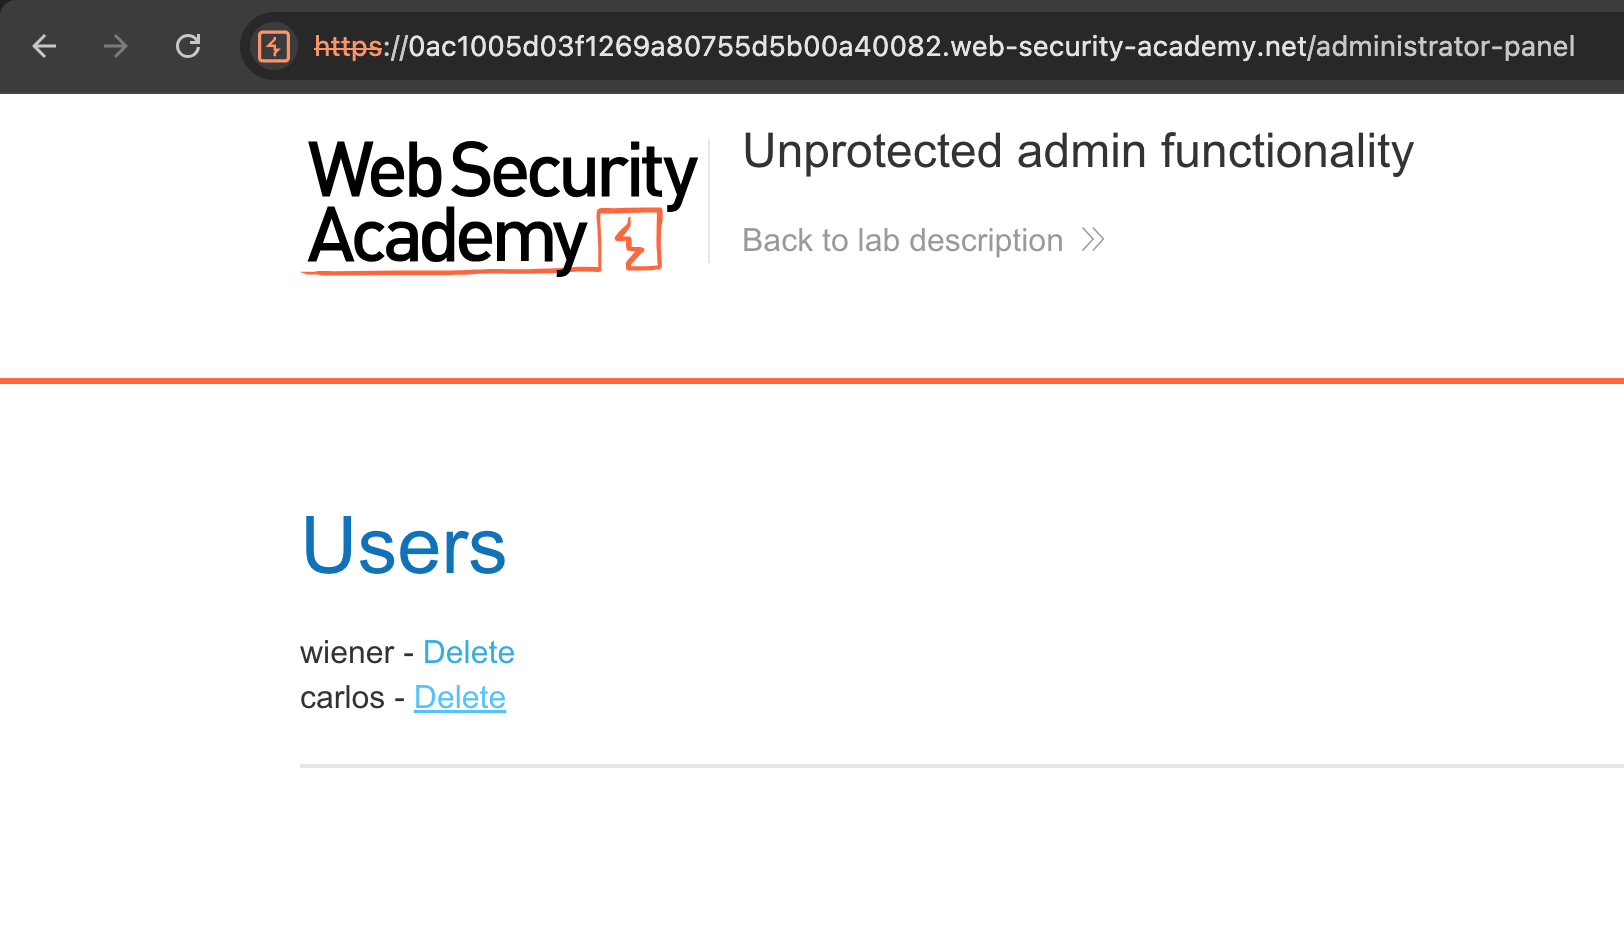 https://0ac1005d03f1269a80755d5b00a40082.web-security-academy.net/administrator-panel
Web Security
Academy
Unprotected admin functionality
Back to lab description
Users
wiener - Delete
carlos - Delete